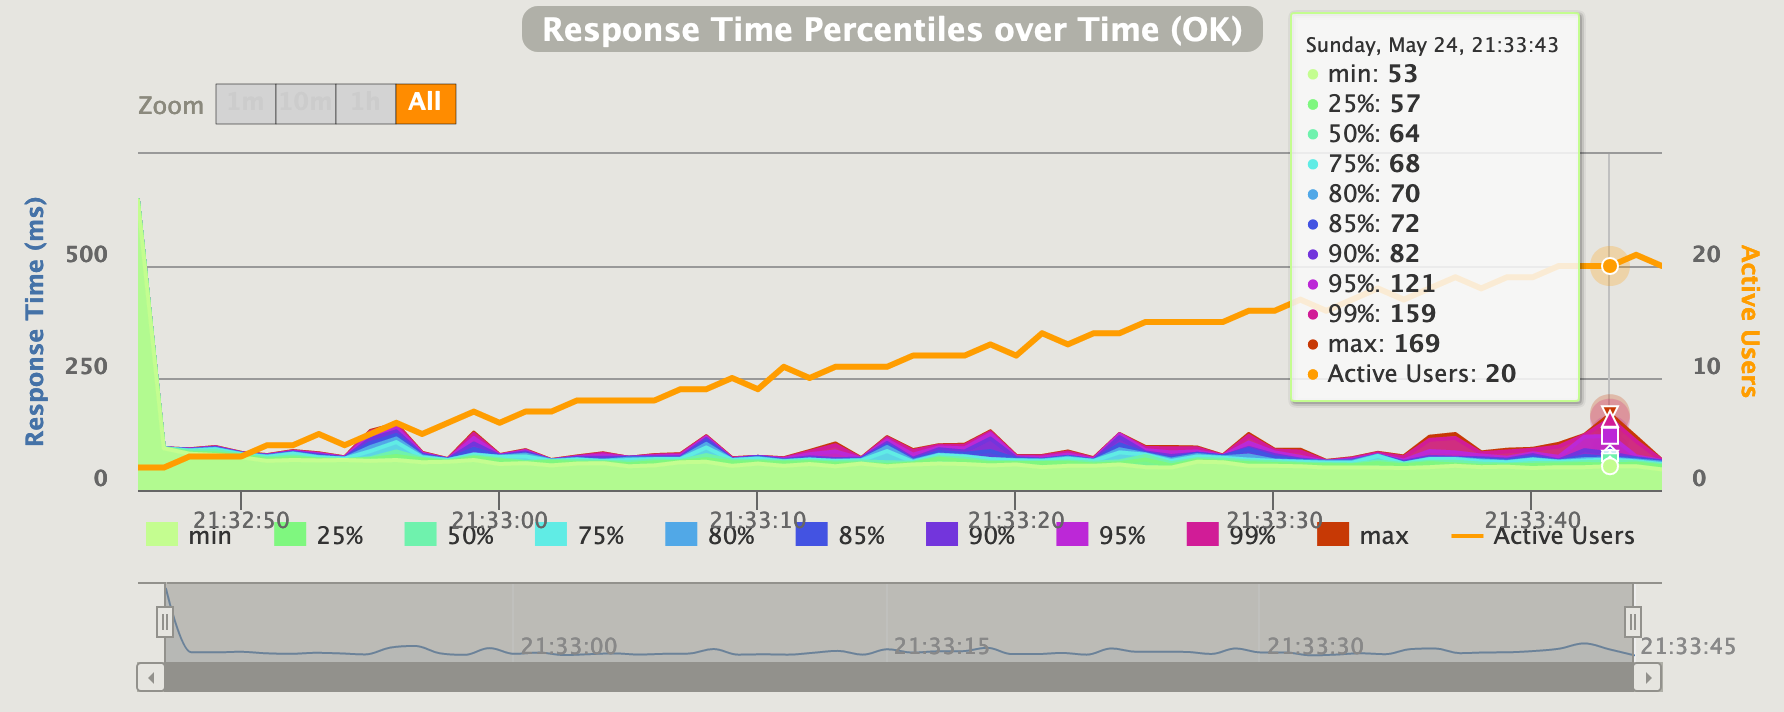 Response Time Percentiles over Time (OK)
Sunday, May 24, 21:33:43
min: 53
25%: 57
50%: 64
75%: 68
80%: 70
85%: 72
90%: 82
95%: 121
99%: 159
max: 169
Active Users: 20
Zoom 1m 10m 1h All
Response Time (ms)
500
250
0
Active Users
20
10
0
21:32:50 21:33:00 21:33:10 21:33:20 21:33:30 21:33:40
min 25% 50% 75% 80% 85% 90% 95% 99% max Active Users
21:33:00 21:33:15 21:33:30 21:33:45